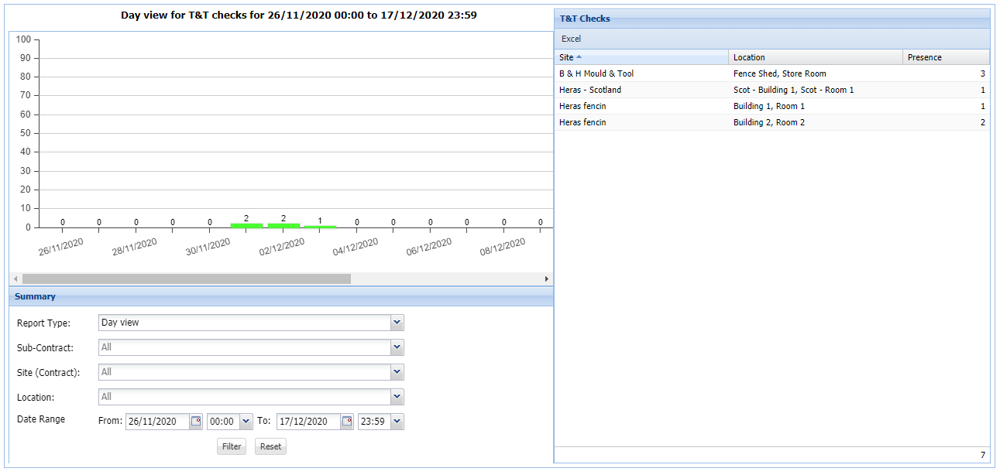 Day view for T&T checks for 26/11/2020 00:00 to 17/12/2020 23:59
100
90
80
70
60
50
40
30
20
10
0
0 0 0 0 0 2 2 1 0 0 0 0 0 0
26/11/2020 28/11/2020 30/11/2020 02/12/2020 04/12/2020 06/12/2020 08/12/2020
Summary
Report Type: Day view
Sub-Contract: All
Site (Contract): All
Location: All
Date Range From: 26/11/2020 00:00 To: 17/12/2020 23:59
Filter Reset
T&T Checks
Excel
Site Location Presence
B & H Mould & Tool Fence Shed, Store Room 3
Heras - Scotland Scot - Building 1, Scot - Room 1 1
Heras fencin Building 1, Room 1 1
Heras fencin Building 2, Room 2 2
7